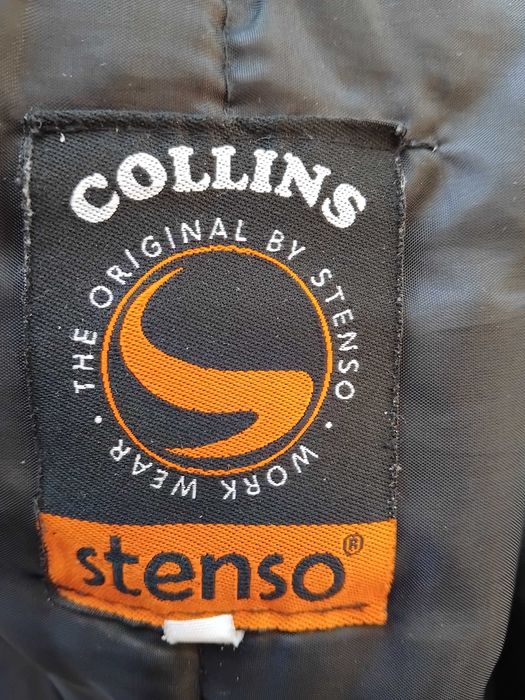 COLLINS
· THE ORIGINAL BY STENSO ·
WORK WEAR
stenso®